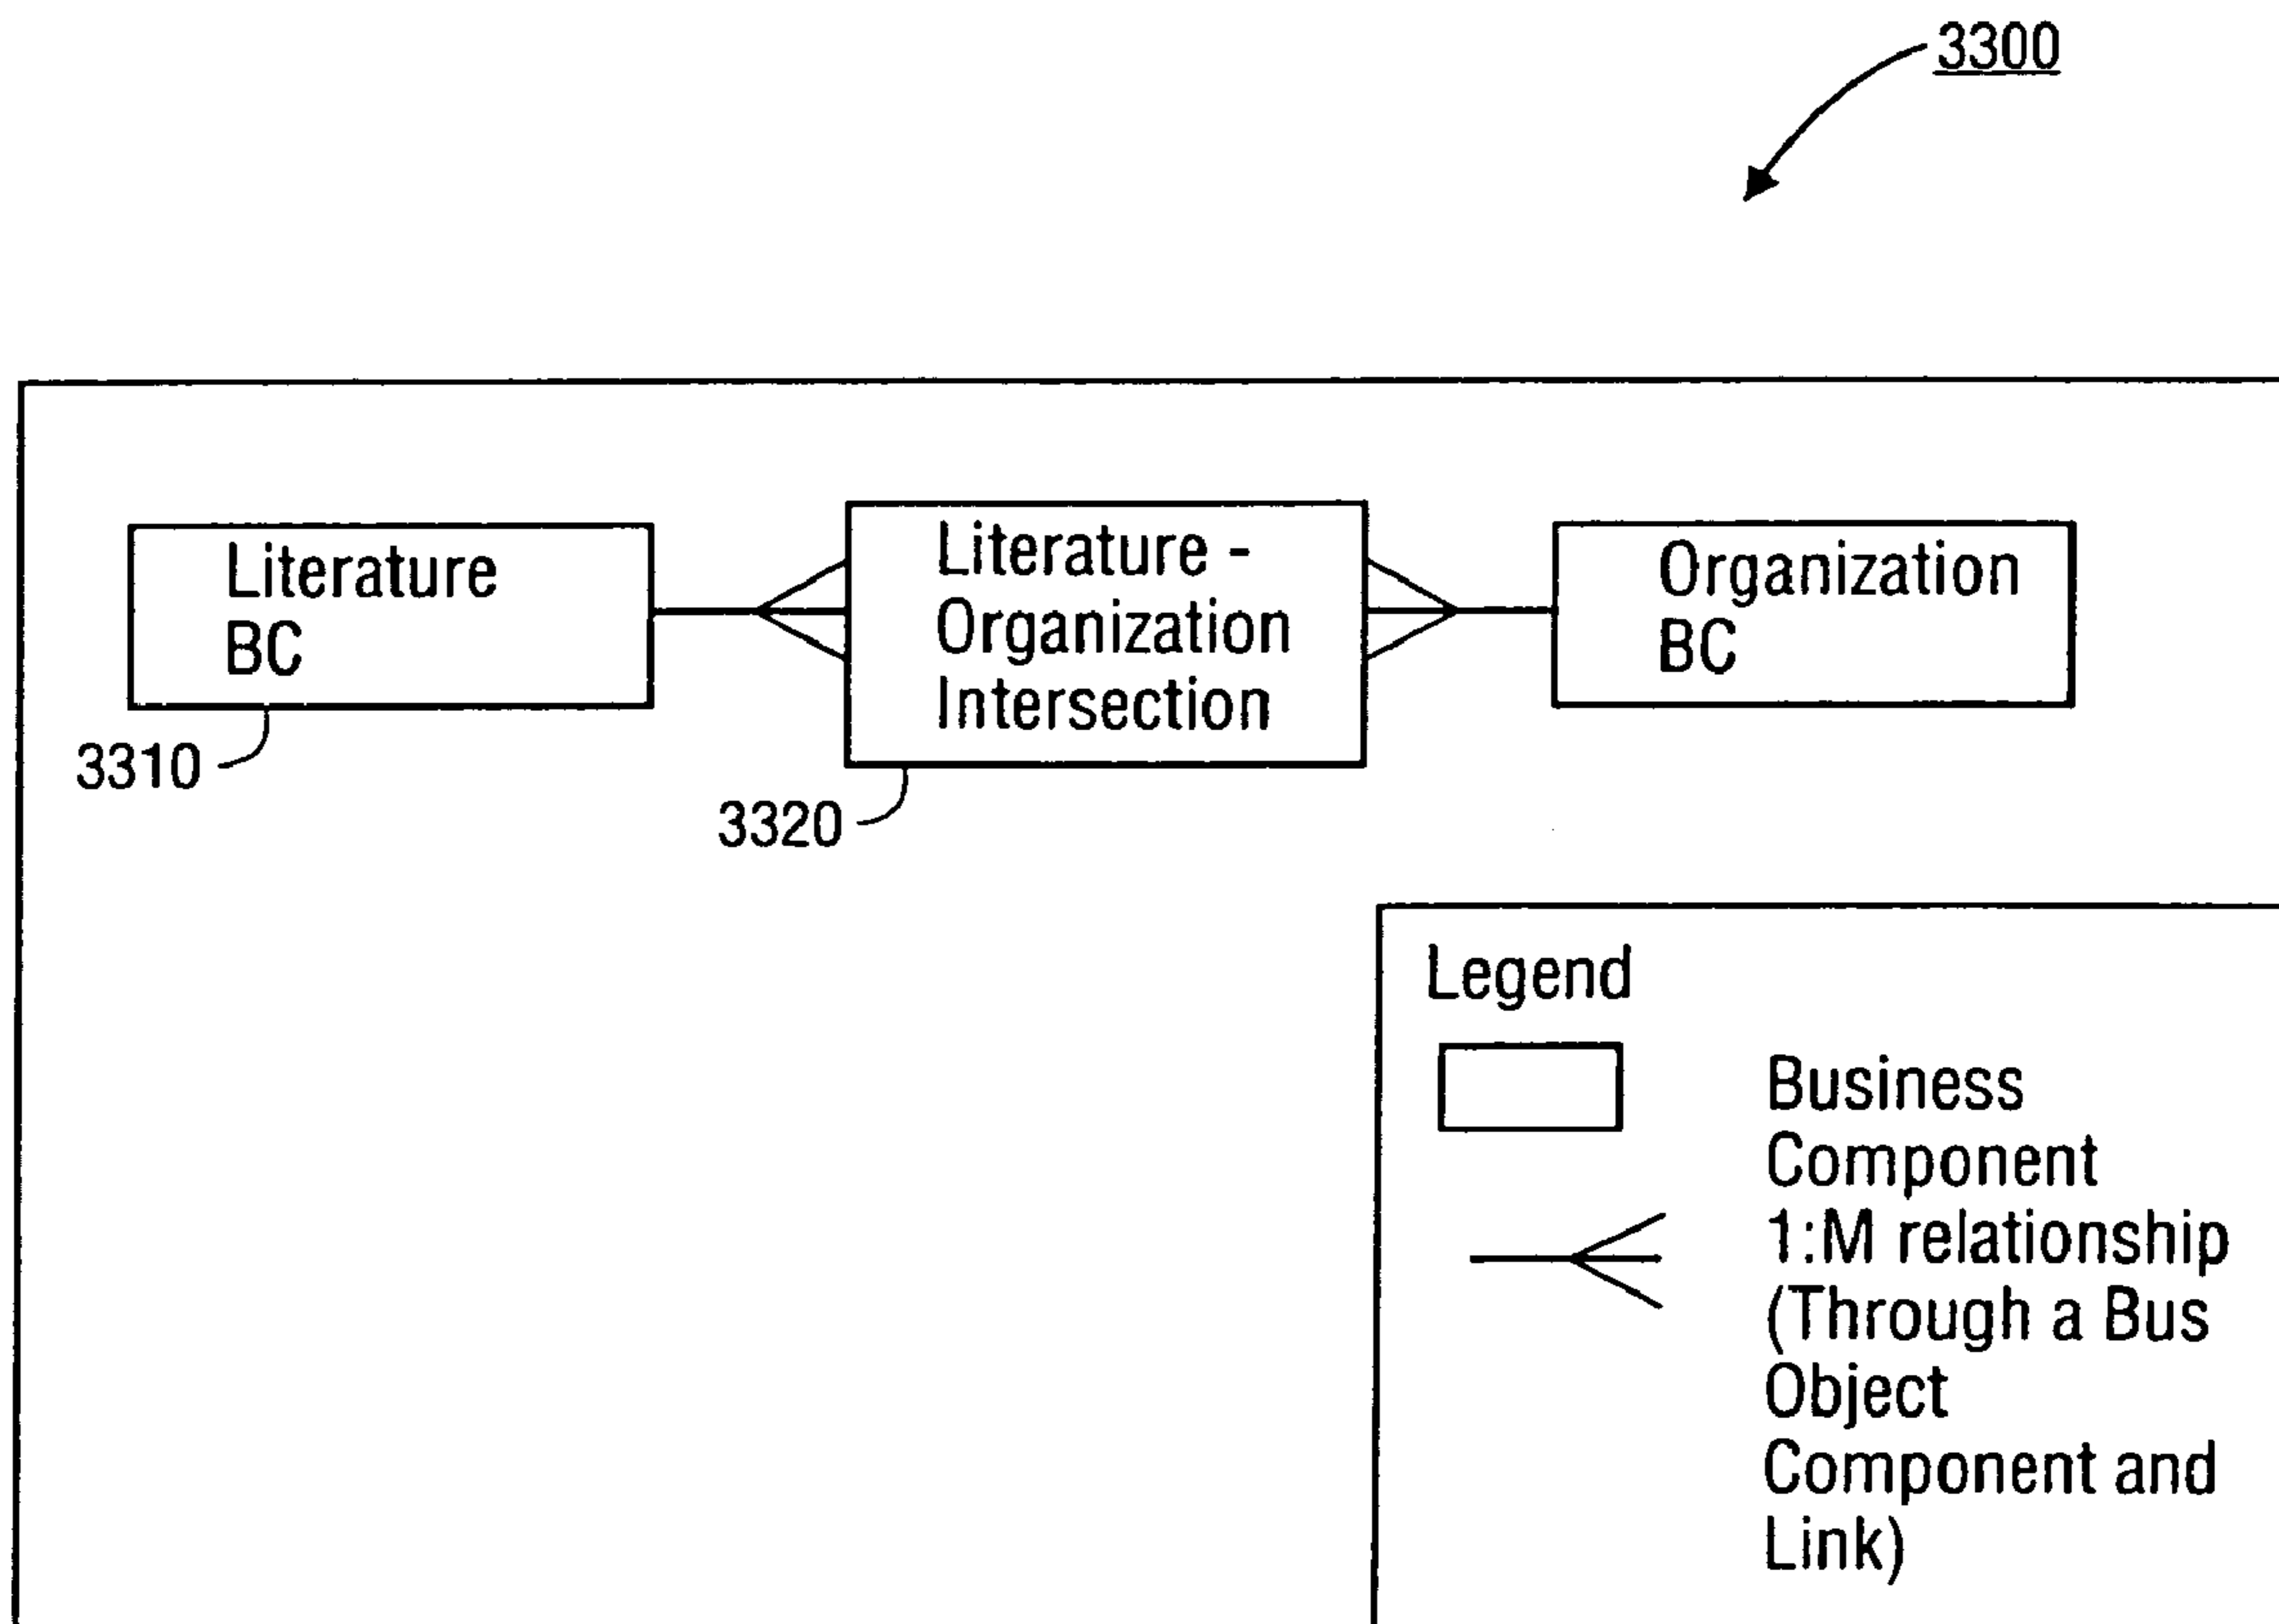 3300
Literature
BC
3310
Literature -
Organization
Intersection
3320
Organization
BC
Legend
Business
Component
1:M relationship
(Through a Bus
Object
Component and
Link)